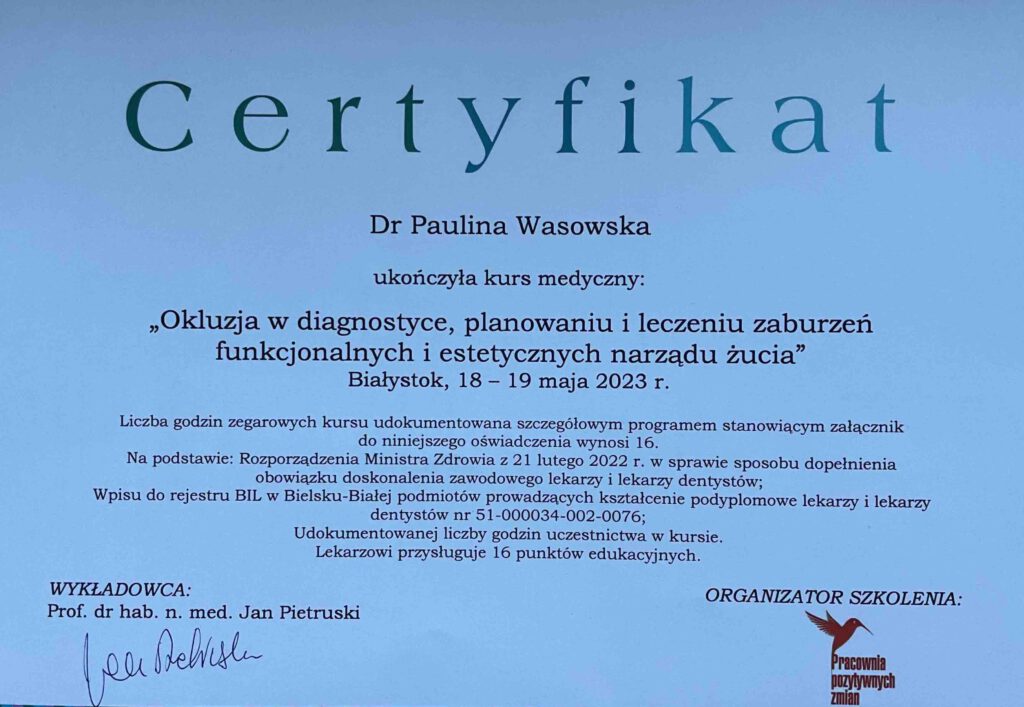 Certyfikat
Dr Paulina Wasowska
ukończyła kurs medyczny:
„Okluzja w diagnostyce, planowaniu i leczeniu zaburzeń
funkcjonalnych i estetycznych narządu żucia”
Białystok, 18 – 19 maja 2023 r.
Liczba godzin zegarowych kursu udokumentowana szczegółowym programem stanowiącym załącznik
do niniejszego oświadczenia wynosi 16.
Na podstawie: Rozporządzenia Ministra Zdrowia z 21 lutego 2022 r. w sprawie sposobu dopełnienia
obowiązku doskonalenia zawodowego lekarzy i lekarzy dentystów;
Wpisu do rejestru BIL w Bielsku-Białej podmiotów prowadzących kształcenie podyplomowe lekarzy i lekarzy
dentystów nr 51-000034-002-0076;
Udokumentowanej liczby godzin uczestnictwa w kursie.
Lekarzowi przysługuje 16 punktów edukacyjnych.
WYKŁADOWCA:
Prof. dr hab. n. med. Jan Pietruski
ORGANIZATOR SZKOLENIA:
Pracownia
pozytywnych
zmian